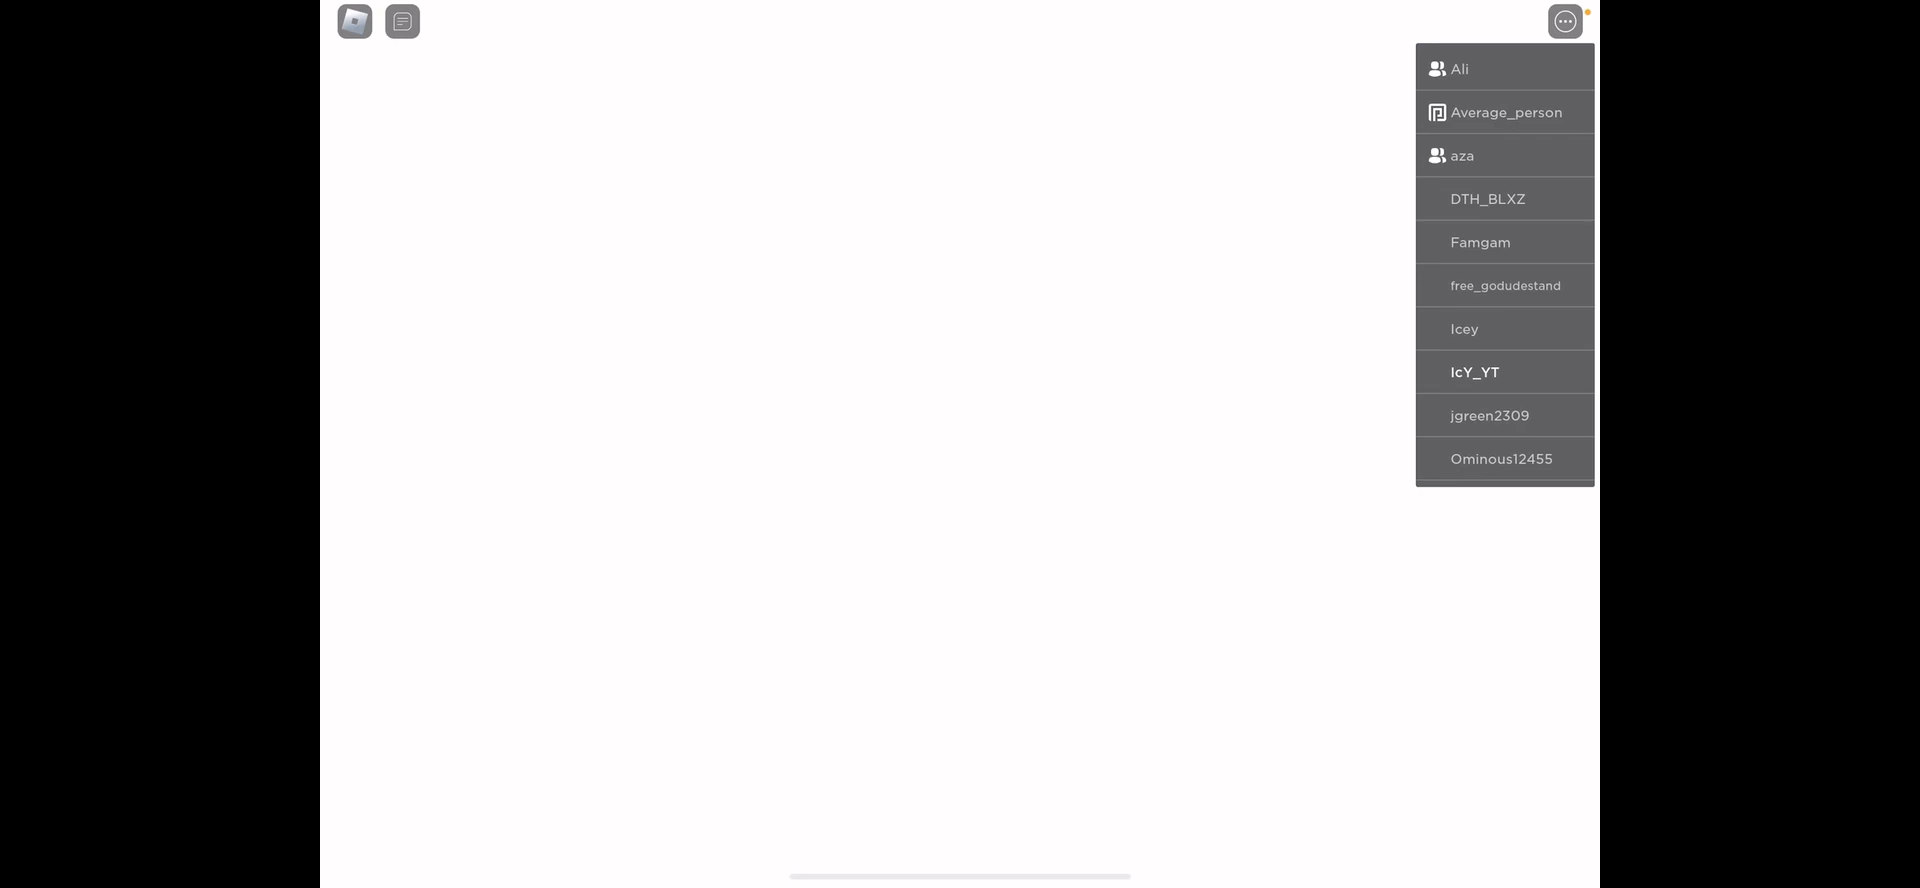 Ali
Average_person
aza
DTH_BLXZ
Famgam
free_godudestand
Icey
IcY_YT
jgreen2309
Ominous12455